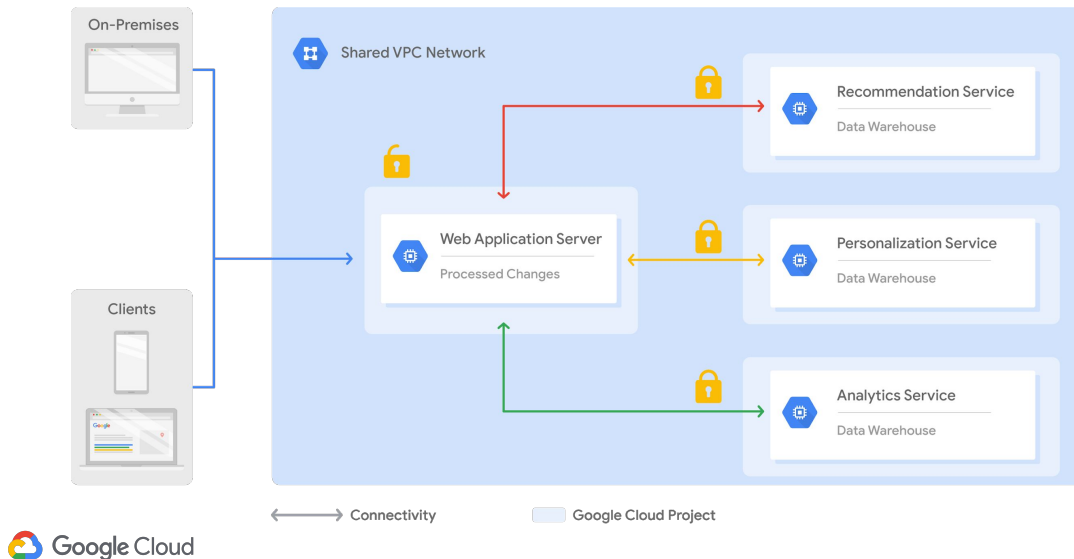 On-Premises
Shared VPC Network
Recommendation Service
Data Warehouse
Web Application Server
Processed Changes
Personalization Service
Data Warehouse
Clients
Google
Analytics Service
Data Warehouse
Connectivity
Google Cloud Project
Google Cloud